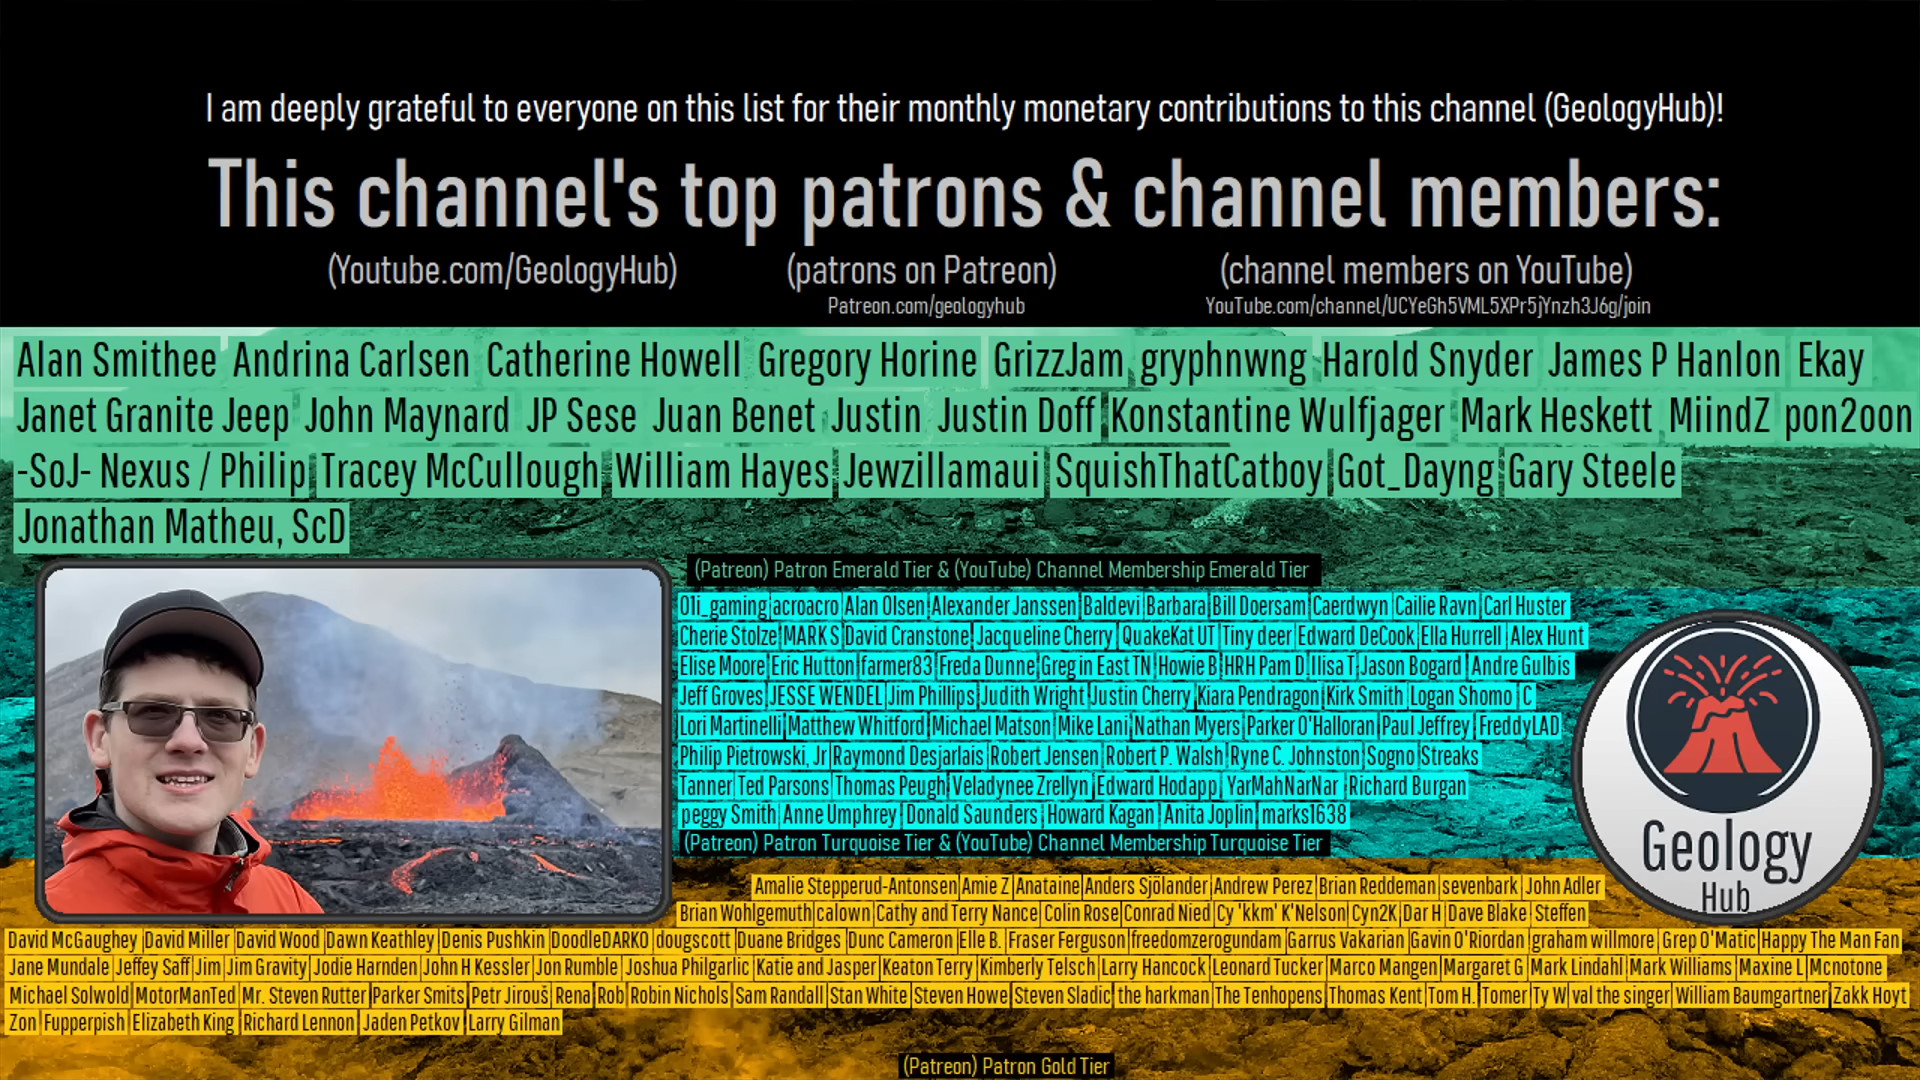 I am deeply grateful to everyone on this list for their monthly monetary contributions to this channel (GeologyHub)!
This channel's top patrons & channel members:
(Youtube.com/GeologyHub) (patrons on Patreon) (channel members on YouTube)
Patreon.com/geologyhub YouTube.com/channel/UCYeGh5VML5XPr5jYnzh3J6g/join
Alan Smithee Andrina Carlsen Catherine Howell Gregory Horine GrizzJam gryphnwng Harold Snyder James P Hanlon Ekay
Janet Granite Jeep John Maynard JP Sese Juan Benet Justin Justin Doff Konstantine Wulfjager Mark Heskett MiindZ pon2oon
-SoJ- Nexus / Philip Tracey McCullough William Hayes Jewzillamaui SquishThatCatboy Got_Dayng Gary Steele
Jonathan Matheu, ScD
(Patreon) Patron Emerald Tier & (YouTube) Channel Membership Emerald Tier
01i_gaming acroacro Alan Olsen Alexander Janssen Baldevi Barbara Bill Doersam Caerdwyn Cailie Ravn Carl Huster
Cherie Stolze MARK S David Cranstone Jacqueline Cherry QuakeKat UT Tiny deer Edward DeCook Ella Hurrell Alex Hunt
Elise Moore Eric Hutton farmer83 Freda Dunne Greg in East TN Howie B HRH Pam D Ilisa T Jason Bogard Andre Gulbis
Jeff Groves JESSE WENDEL Jim Phillips Judith Wright Justin Cherry Kiara Pendragon Kirk Smith Logan Shomo C
Lori Martinelli Matthew Whitford Michael Matson Mike Lani Nathan Myers Parker O'Halloran Paul Jeffrey FreddyLAD
Philip Pietrowski, Jr Raymond Desjarlais Robert Jensen Robert P. Walsh Ryne C. Johnston Sogno Streaks
Tanner Ted Parsons Thomas Peugh Veladynee Zrellyn Edward Hodapp YarMahNarNar Richard Burgan
peggy Smith Anne Umphrey Donald Saunders Howard Kagan Anita Joplin marks1638
(Patreon) Patron Turquoise Tier & (YouTube) Channel Membership Turquoise Tier
Geology
Hub
Amalie Stepperud-Antonsen Amie Z Anataine Anders Sjölander Andrew Perez Brian Reddeman sevenbark John Adler
Brian Wohlgemuth calown Cathy and Terry Nance Colin Rose Conrad Nied Cy 'kkm' K'Nelson Cyn2K Dar H Dave Blake Steffen
David McGaughey David Miller David Wood Dawn Keathley Denis Pushkin DoodleDARKO dougscott Duane Bridges Dunc Cameron Elle B. Fraser Ferguson freedomzerogundam Garrus Vakarian Gavin O'Riordan graham willmore Grep O'Matic Happy The Man Fan
Jane Mundale Jeffey Saff Jim Jim Gravity Jodie Harnden John H Kessler Jon Rumble Joshua Philgarlic Katie and Jasper Keaton Terry Kimberly Telsch Larry Hancock Leonard Tucker Marco Mangen Margaret G Mark Lindahl Mark Williams Maxine L Mcnotone
Michael Solwold MotorManTed Mr. Steven Rutter Parker Smits Petr Jirouš Rena Rob Robin Nichols Sam Randall Stan White Steven Howe Steven Sladic the harkman The Tenhopens Thomas Kent Tom H. Tomer Ty W val the singer William Baumgartner Zakk Hoyt
Zon Fupperpish Elizabeth King Richard Lennon Jaden Petkov Larry Gilman
(Patreon) Patron Gold Tier